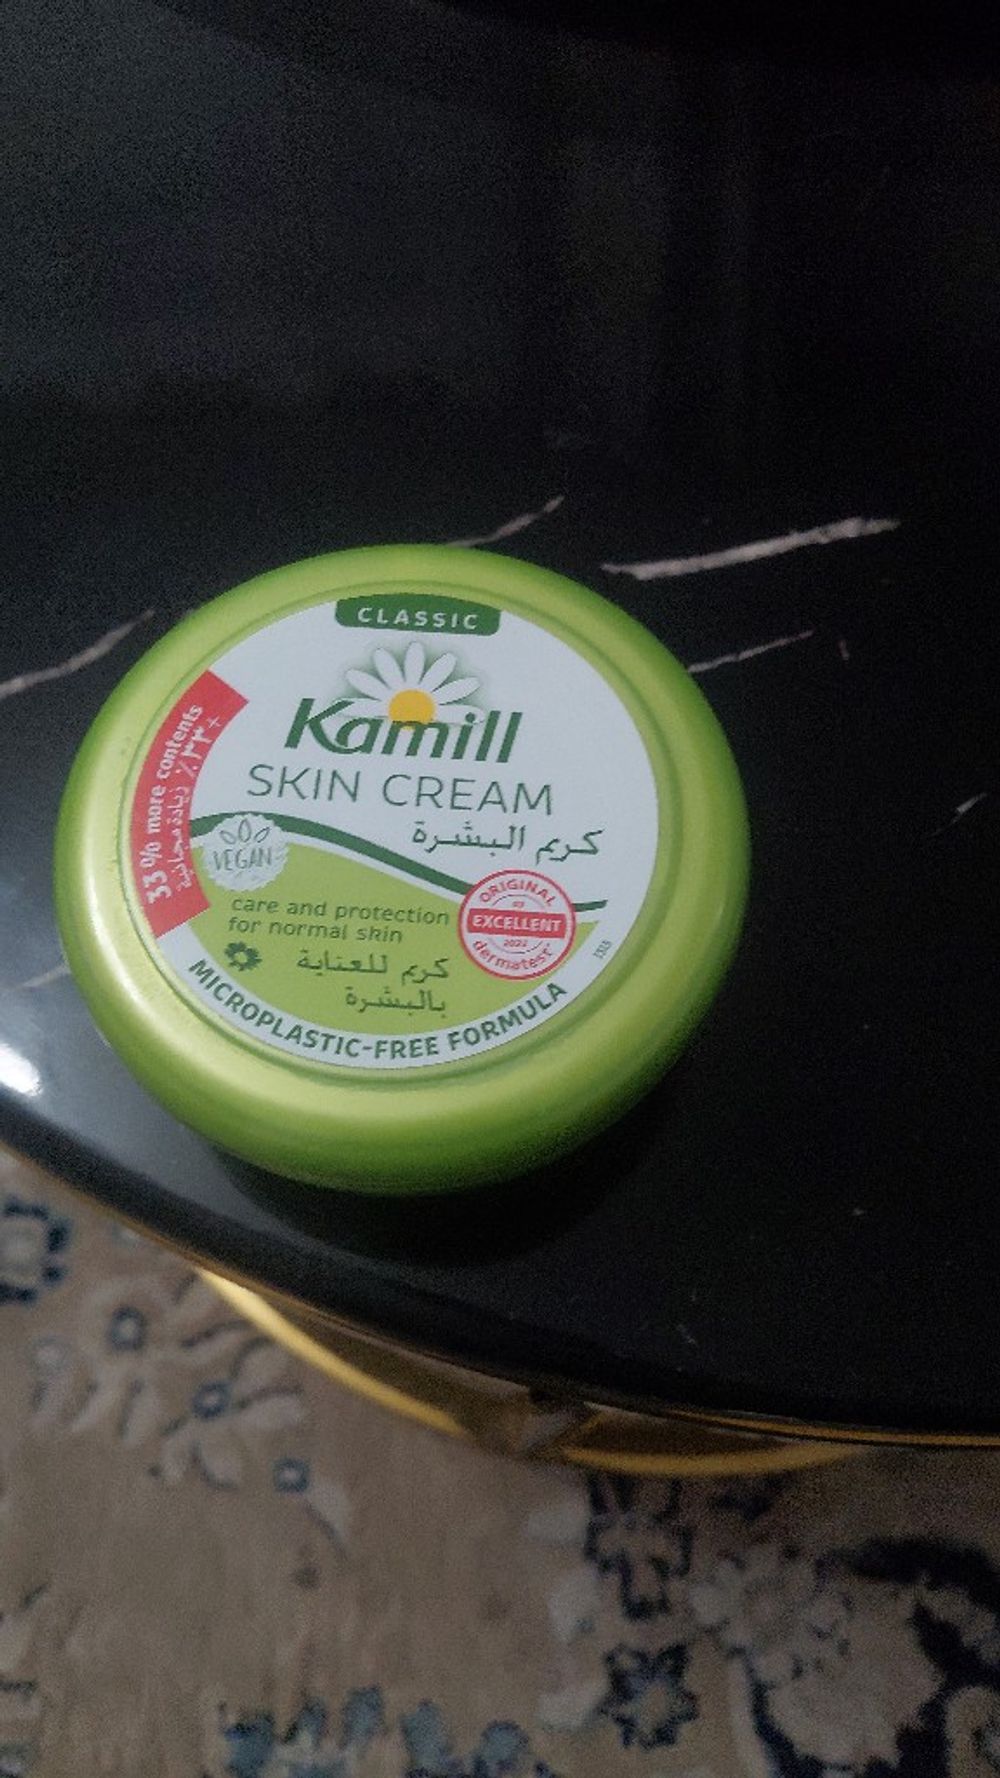 CLASSIC
Kamill
SKIN CREAM
كريم البشرة
33% more contents
+٣٣٪ زيادة مجانية
VEGAN
care and protection
for normal skin
كريم للعناية
بالبشرة
ORIGINAL
EXCELLENT
2022
dermatest
MICROPLASTIC-FREE FORMULA